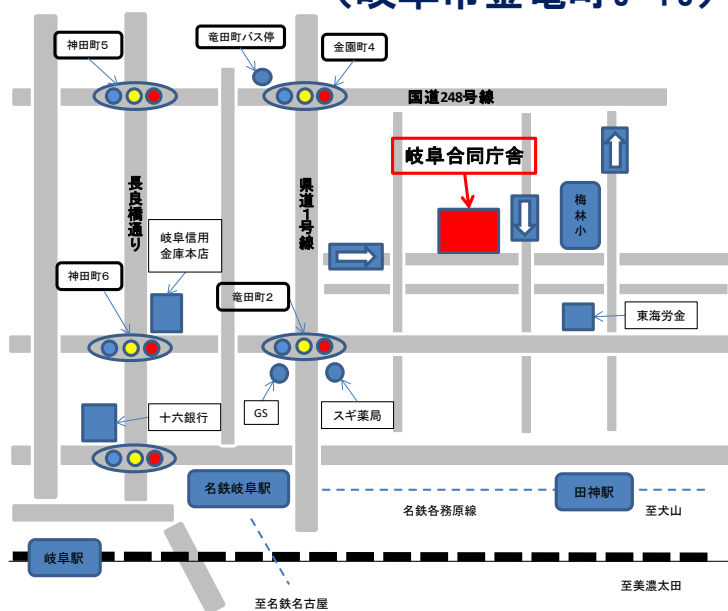 神田町5
竜田町バス停
金園町4
国道248号線
岐阜合同庁舎
長良橋通り
県道1号線
梅林小
岐阜信用
金庫本店
神田町6
竜田町2
東海労金
GS
スギ薬局
十六銀行
名鉄岐阜駅
田神駅
名鉄各務原線
至犬山
岐阜駅
至美濃太田
至名鉄名古屋